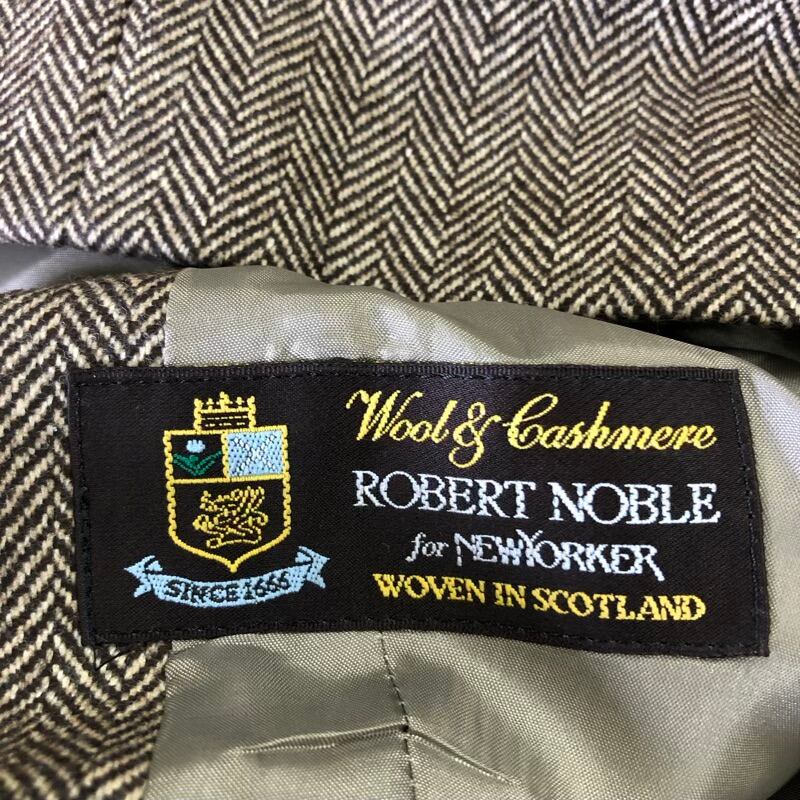 Wool & Cashmere
ROBERT NOBLE
for NEWYORKER
WOVEN IN SCOTLAND
SINCE 1666